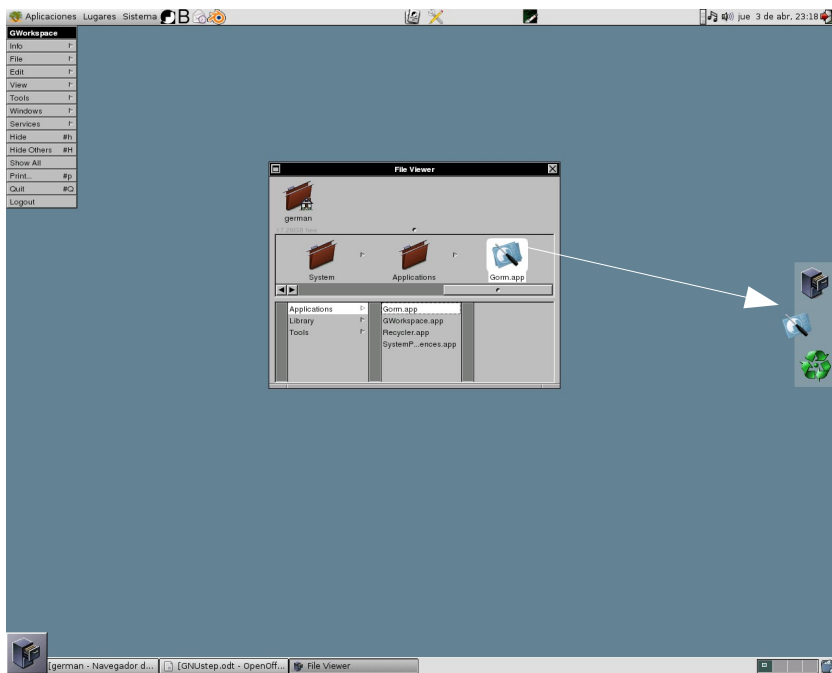 Aplicaciones Lugares Sistema B jue 3 de abr, 23:18
GWorkspace
Info
File
Edit
View
Tools
Windows
Services
Hide #h
Hide Others #H
Show All
Print... #p
Quit #Q
Logout
File Viewer
german
System Applications Gorm.app
Applications Gorm.app
Library GWorkspace.app
Tools Recycler.app
SystemP...ences.app
[german - Navegador d... [GNUstep.odt - OpenOff... File Viewer